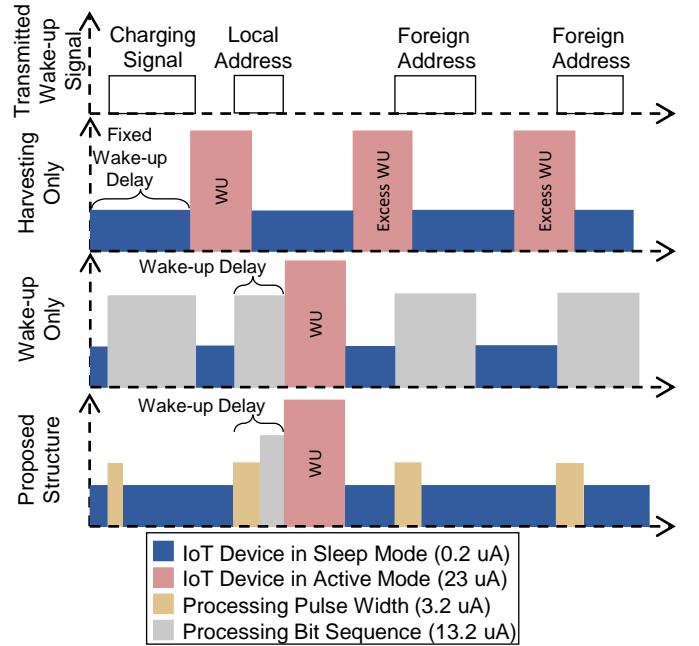 Transmitted
Wake-up
Signal
Charging
Signal
Local
Address
Foreign
Address
Foreign
Address
Harvesting
Only
Fixed
Wake-up
Delay
WU
Excess WU
Excess WU
Wake-up
Only
Wake-up Delay
WU
Proposed
Structure
Wake-up Delay
WU
IoT Device in Sleep Mode (0.2 uA)
IoT Device in Active Mode (23 uA)
Processing Pulse Width (3.2 uA)
Processing Bit Sequence (13.2 uA)